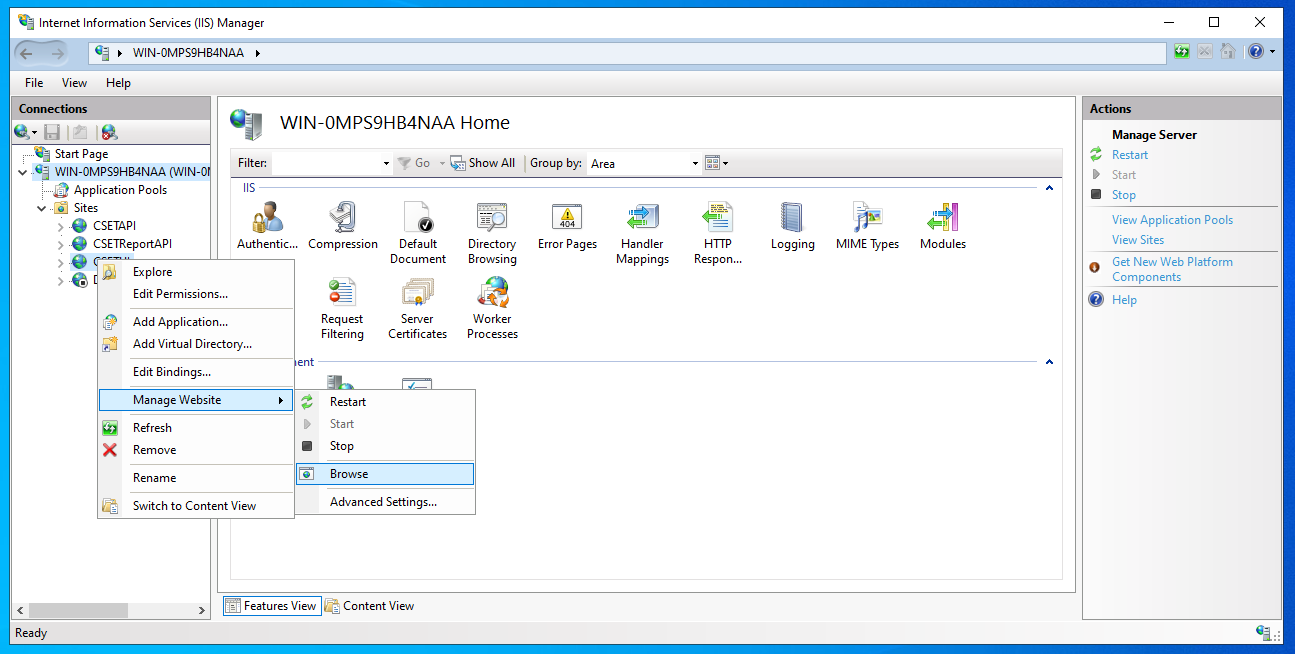 Internet Information Services (IIS) Manager
WIN-0MPS9HB4NAA
File View Help
Connections
Start Page
WIN-0MPS9HB4NAA (WIN-0
Application Pools
Sites
CSETAPI
CSETReportAPI
Explore
Edit Permissions...
Add Application...
Add Virtual Directory...
Edit Bindings...
Manage Website
Refresh
Remove
Rename
Switch to Content View
Restart
Start
Stop
Browse
Advanced Settings...
WIN-0MPS9HB4NAA Home
Filter: Go Show All Group by: Area
IIS
Authentic... Compression Default Document Directory Browsing Error Pages Handler Mappings HTTP Respon... Logging MIME Types Modules
404
Request Filtering Server Certificates Worker Processes
Features View Content View
Actions
Manage Server
Restart
Start
Stop
View Application Pools
View Sites
Get New Web Platform
Components
Help
Ready